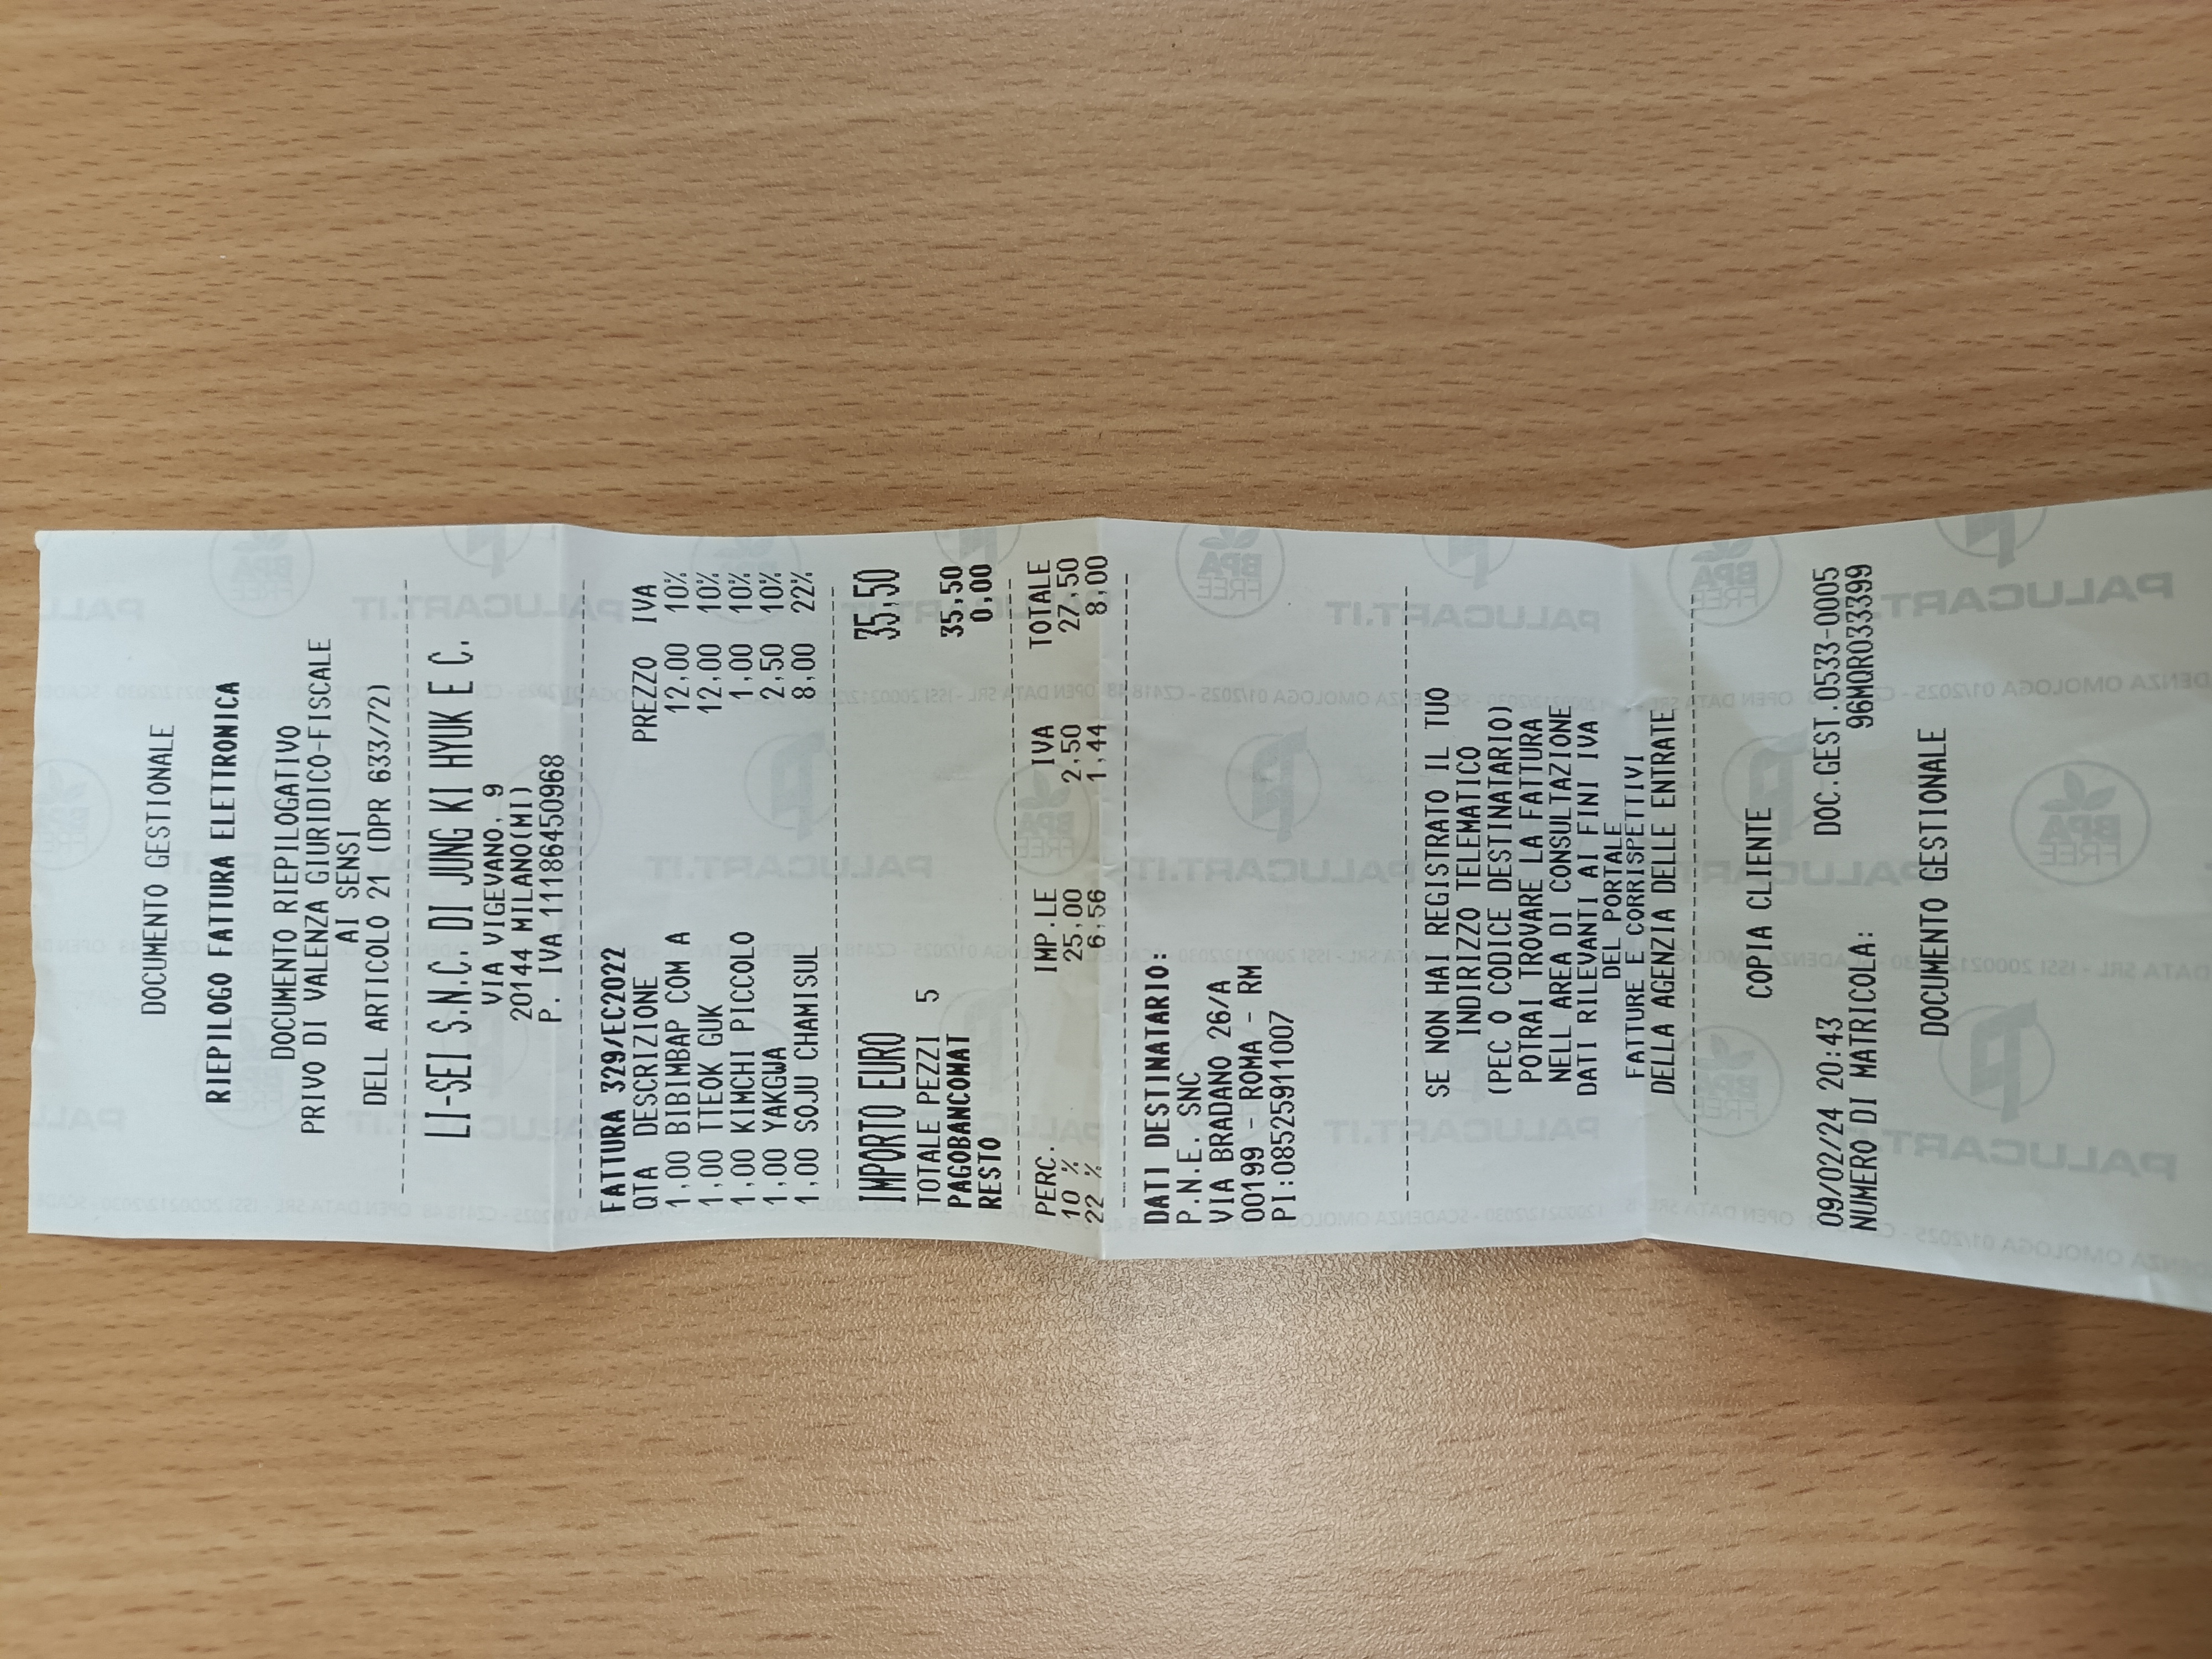 DOCUMENTO GESTIONALE
RIEPILOGO FATTURA ELETTRONICA
DOCUMENTO RIEPILOGATIVO
PRIVO DI VALENZA GIURIDICO-FISCALE
AI SENSI
DELL ARTICOLO 21 (DPR 633/72)
LI-SEI S.N.C. DI JUNG KI HYUK E C.
VIA VIGEVANO, 9
20144 MILANO(MI)
P. IVA 11186450968
FATTURA 329/EC2022
QTA DESCRIZIONE PREZZO IVA
1,00 BIBIMBAP COM A 12,00 10%
1,00 TTEOK GUK 12,00 10%
1,00 KIMCHI PICCOLO 1,00 10%
1,00 YAKGWA 2,50 10%
1,00 SOJU CHAMISUL 8,00 22%
IMPORTO EURO 35,50
TOTALE PEZZI 5
PAGOBANCOMAT 35,50
RESTO 0,00
PERC. IMP.LE IVA TOTALE
10 % 25,00 2,50 27,50
22 % 6,56 1,44 8,00
DATI DESTINATARIO:
P.N.E. SNC
VIA BRADANO 26/A
00199 - ROMA - RM
PI:08525911007
SE NON HAI REGISTRATO IL TUO
INDIRIZZO TELEMATICO
(PEC O CODICE DESTINATARIO)
POTRAI TROVARE LA FATTURA
NELL AREA DI CONSULTAZIONE
DATI RILEVANTI AI FINI IVA
DEL PORTALE
FATTURE E CORRISPETTIVI
DELLA AGENZIA DELLE ENTRATE
COPIA CLIENTE
09/02/24 20:43 DOC.GEST.0533-0005
NUMERO DI MATRICOLA: 96MQR033399
DOCUMENTO GESTIONALE